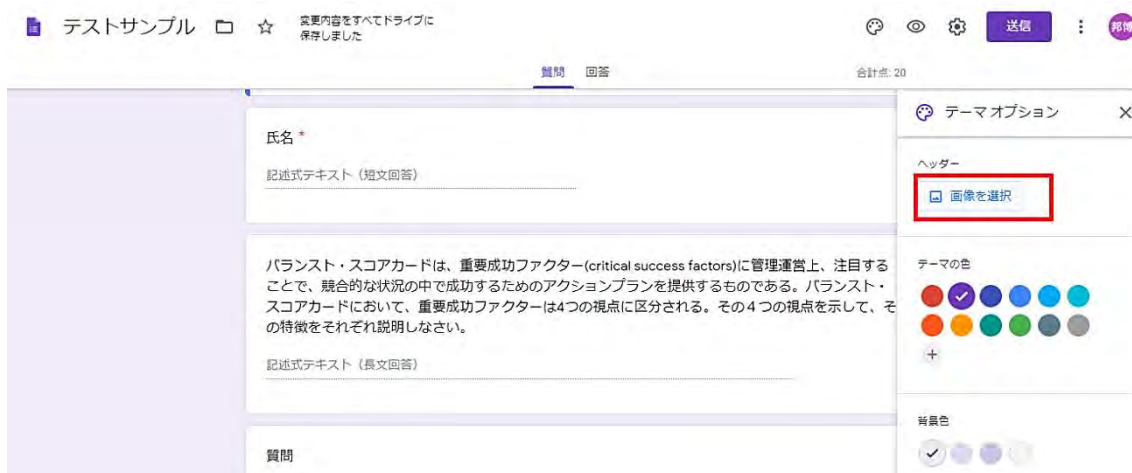 テストサンプル
変更内容をすべてドライブに
保存しました
送信
邦博
質問 回答
合計点: 20
氏名 *
記述式テキスト（短文回答）
バランスト・スコアカードは、重要成功ファクター(critical success factors)に管理運営上、注目する
ことで、競合的な状況の中で成功するためのアクションプランを提供するものである。バランスト・
スコアカードにおいて、重要成功ファクターは4つの視点に区分される。その４つの視点を示して、そ
の特徴をそれぞれ説明しなさい。
記述式テキスト（長文回答）
質問
テーマ オプション
ヘッダー
画像を選択
テーマの色
背景色